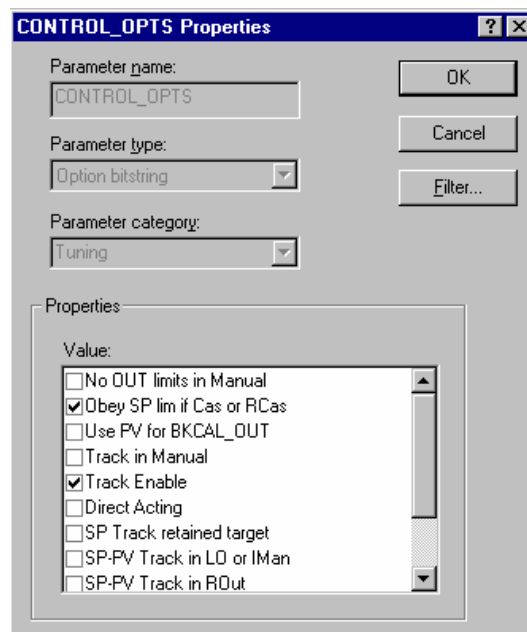 CONTROL_OPTS Properties
Parameter name:
CONTROL_OPTS
OK
Parameter type:
Option bitstring
Cancel
Filter...
Parameter category:
Tuning
Properties
Value:
No OUT limits in Manual
Obey SP lim if Cas or RCas
Use PV for BKCAL_OUT
Track in Manual
Track Enable
Direct Acting
SP Track retained target
SP-PV Track in LO or IMan
SP-PV Track in ROut